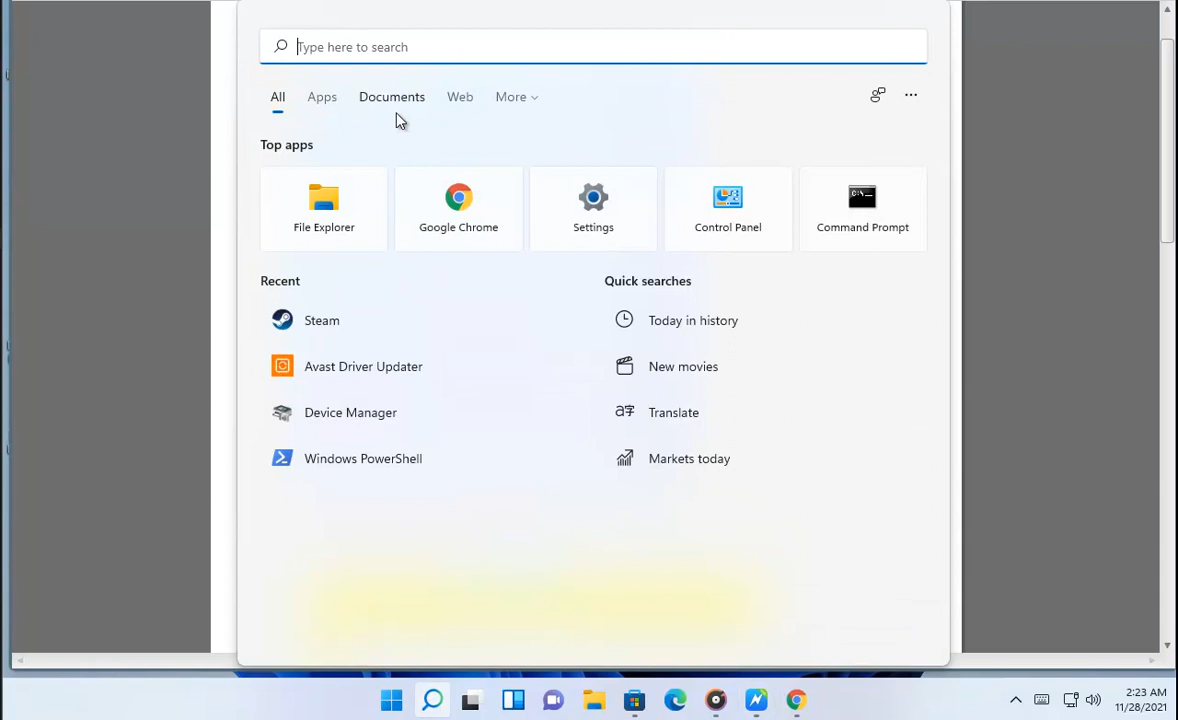 Type here to search
All Apps Documents Web More
Top apps
File Explorer Google Chrome Settings Control Panel Command Prompt
Recent Quick searches
Steam Today in history
Avast Driver Updater New movies
Device Manager Translate
Windows PowerShell Markets today
2:23 AM
11/28/2021